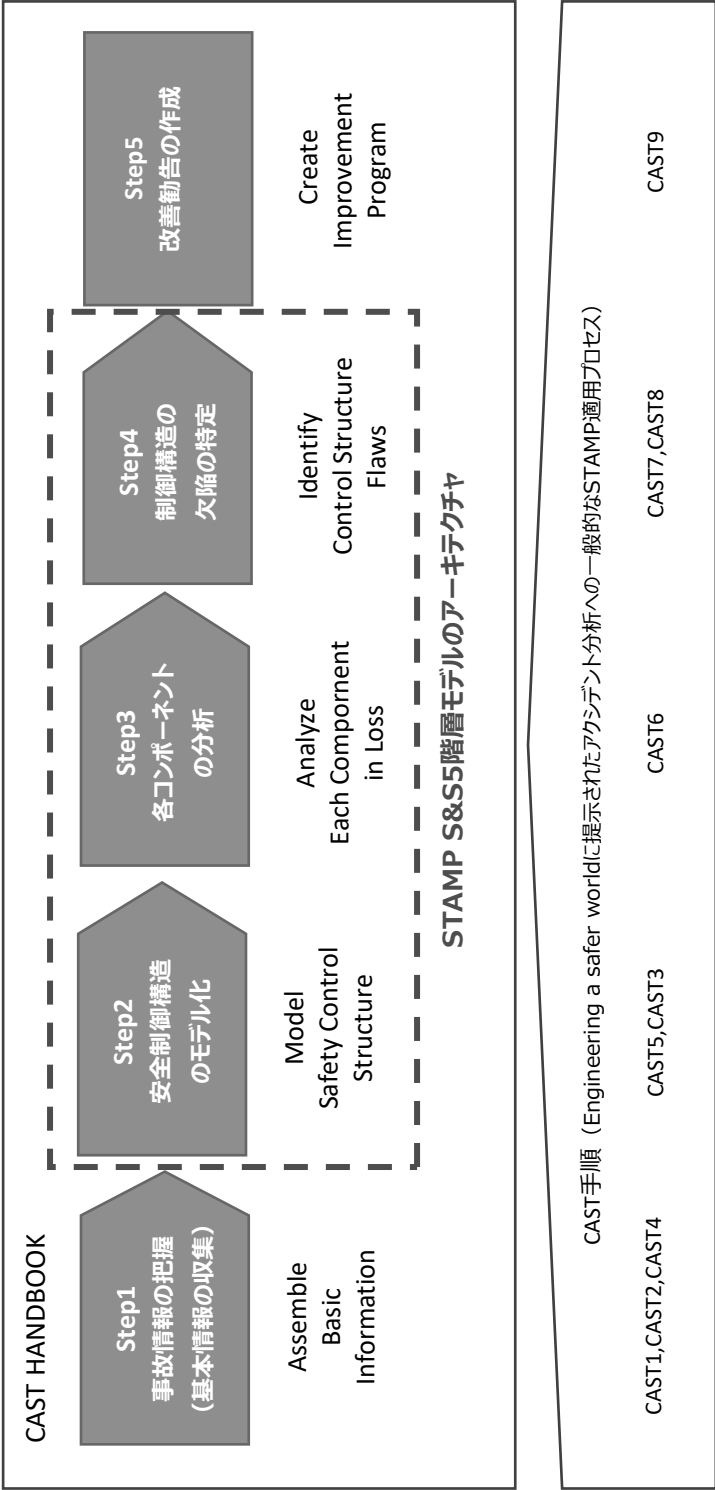 CAST HANDBOOK
Step1
事故情報の把握
（基本情報の収集）
Assemble
Basic
Information
Step2
安全制御構造
のモデル化
Model
Safety Control
Structure
Step3
各コンポーネント
の分析
Analyze
Each Compornent
in Loss
Step4
制御構造の
欠陥の特定
Identify
Control Structure
Flaws
Step5
改善勧告の作成
Create
Improvement
Program
STAMP S&S5階層モデルのアーキテクチャ
CAST手順（Engineering a safer worldに提示されたアクシデント分析への一般的なSTAMP適用プロセス）
CAST1,CAST2,CAST4
CAST5,CAST3
CAST6
CAST7,CAST8
CAST9